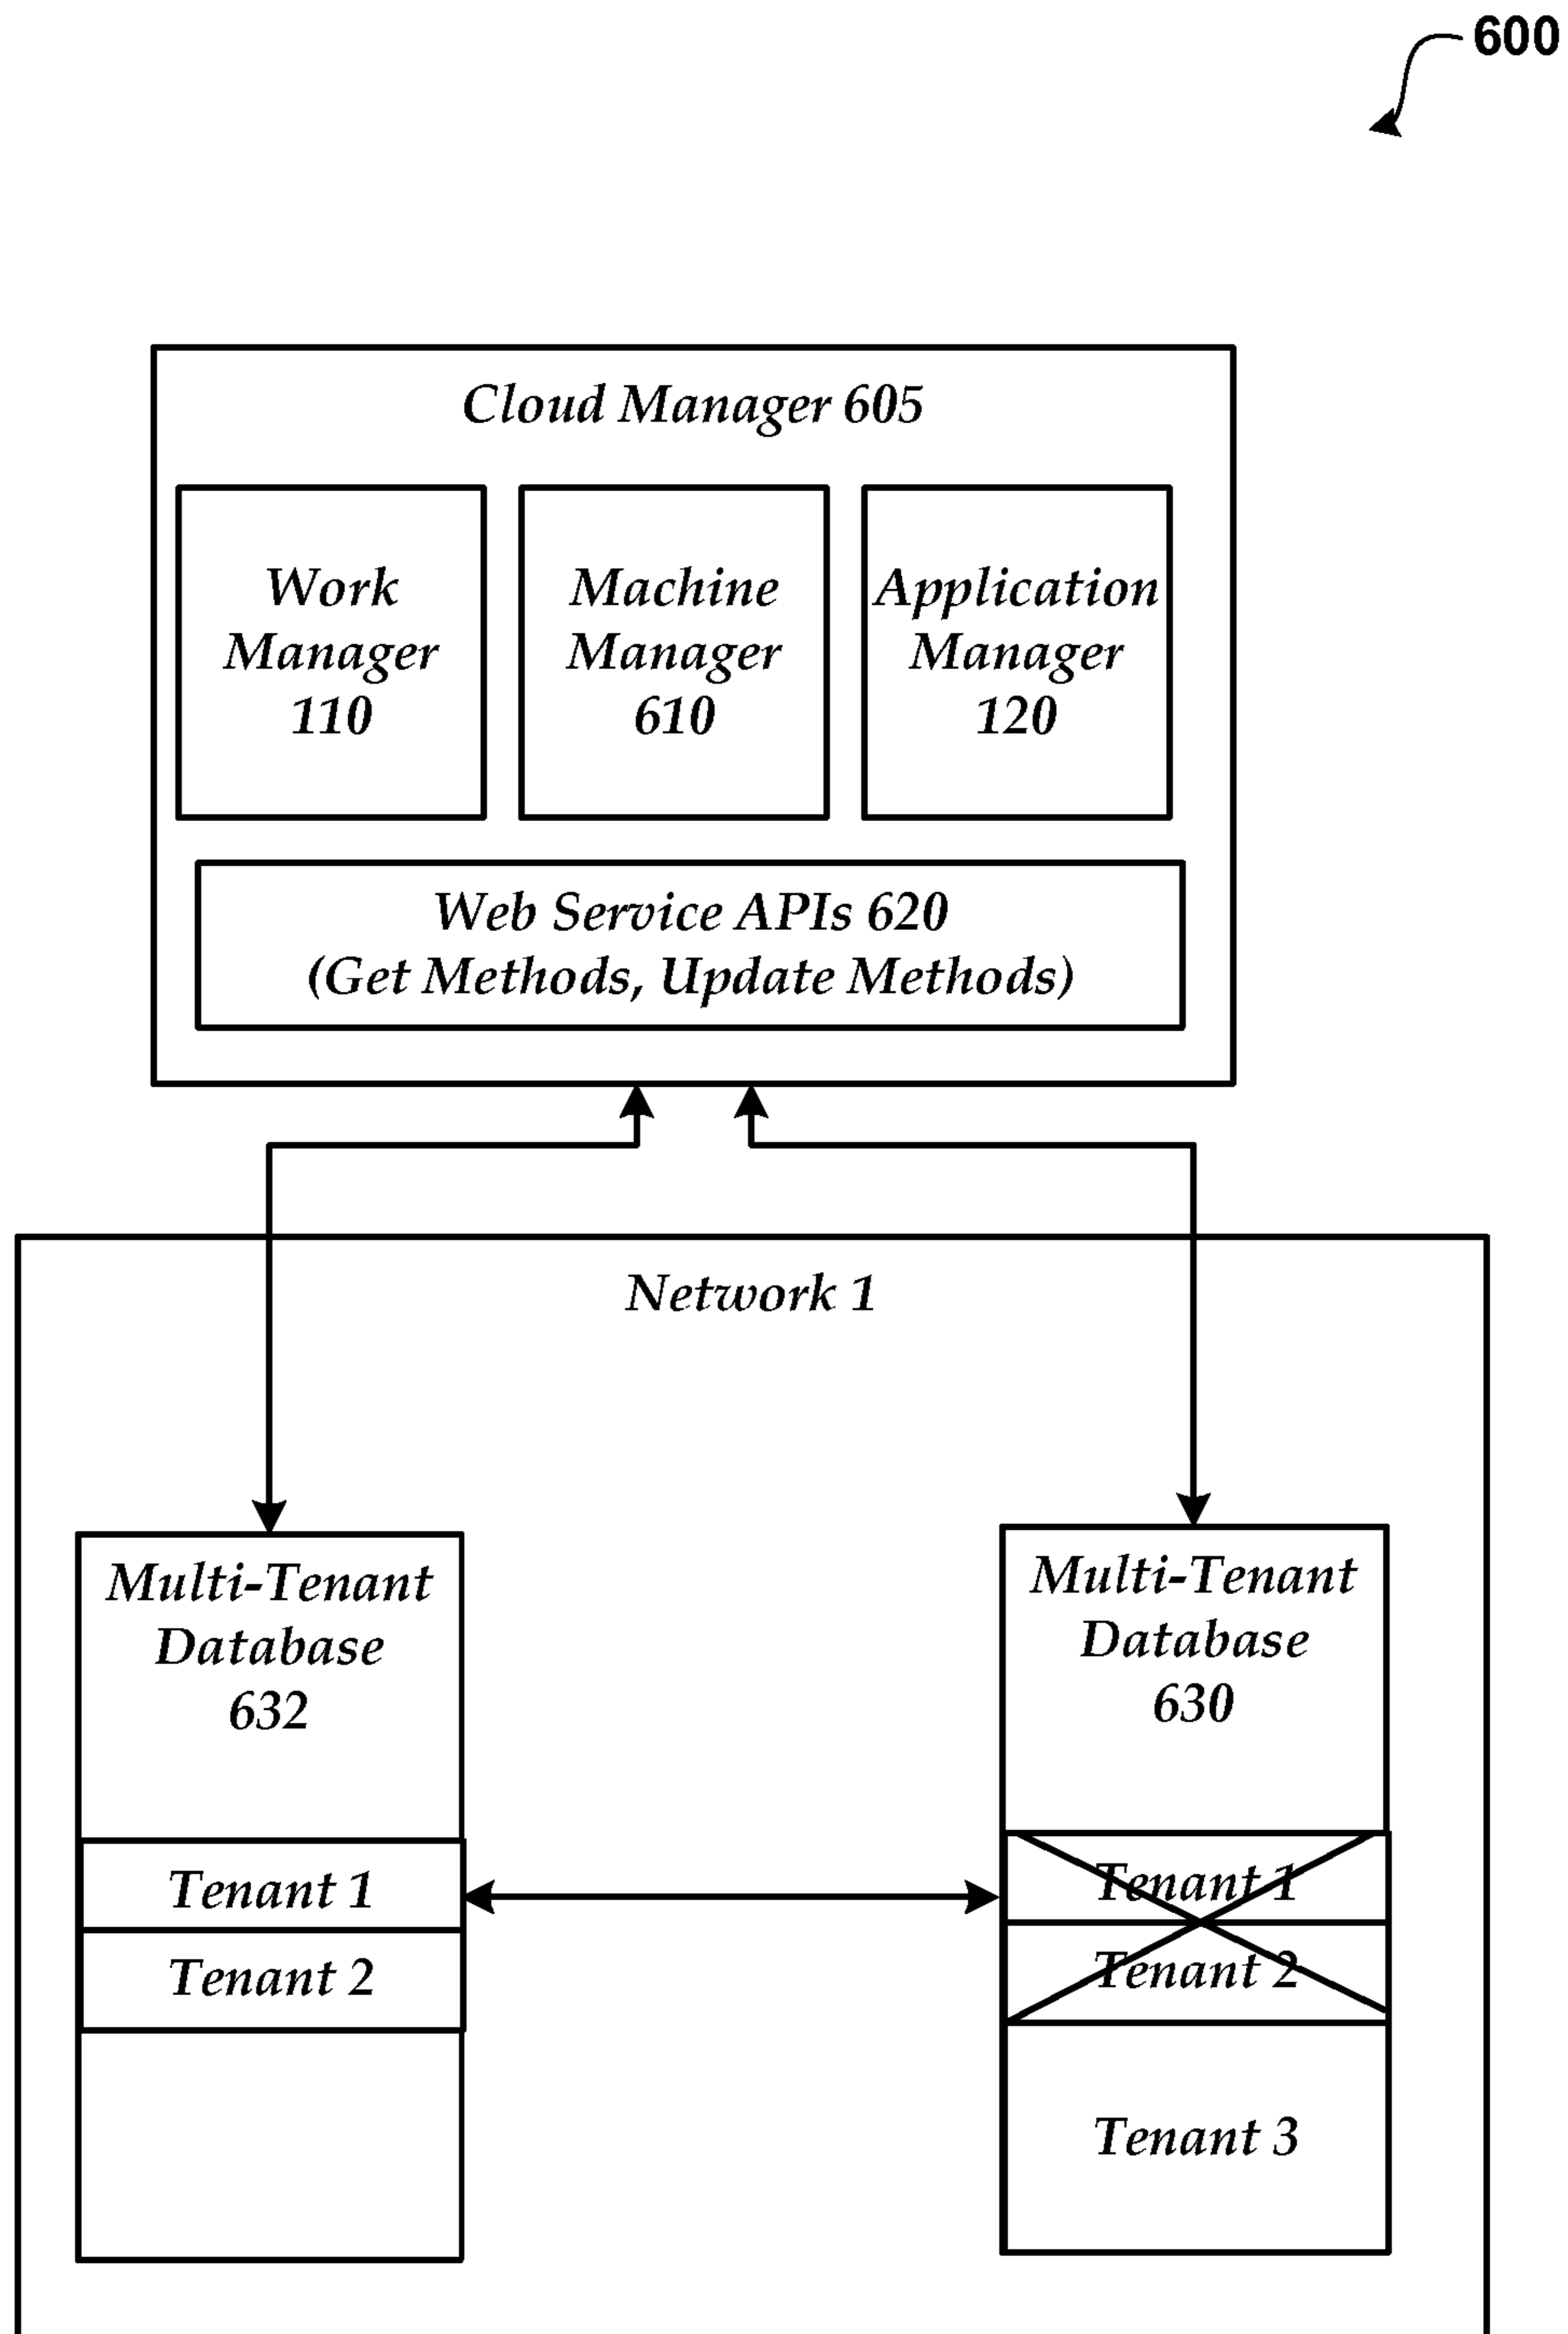 600
Cloud Manager 605
Work
Manager
110
Machine
Manager
610
Application
Manager
120
Web Service APIs 620
(Get Methods, Update Methods)
Network 1
Multi-Tenant
Database
632
Tenant 1
Tenant 2
Multi-Tenant
Database
630
Tenant 1
Tenant 2
Tenant 3